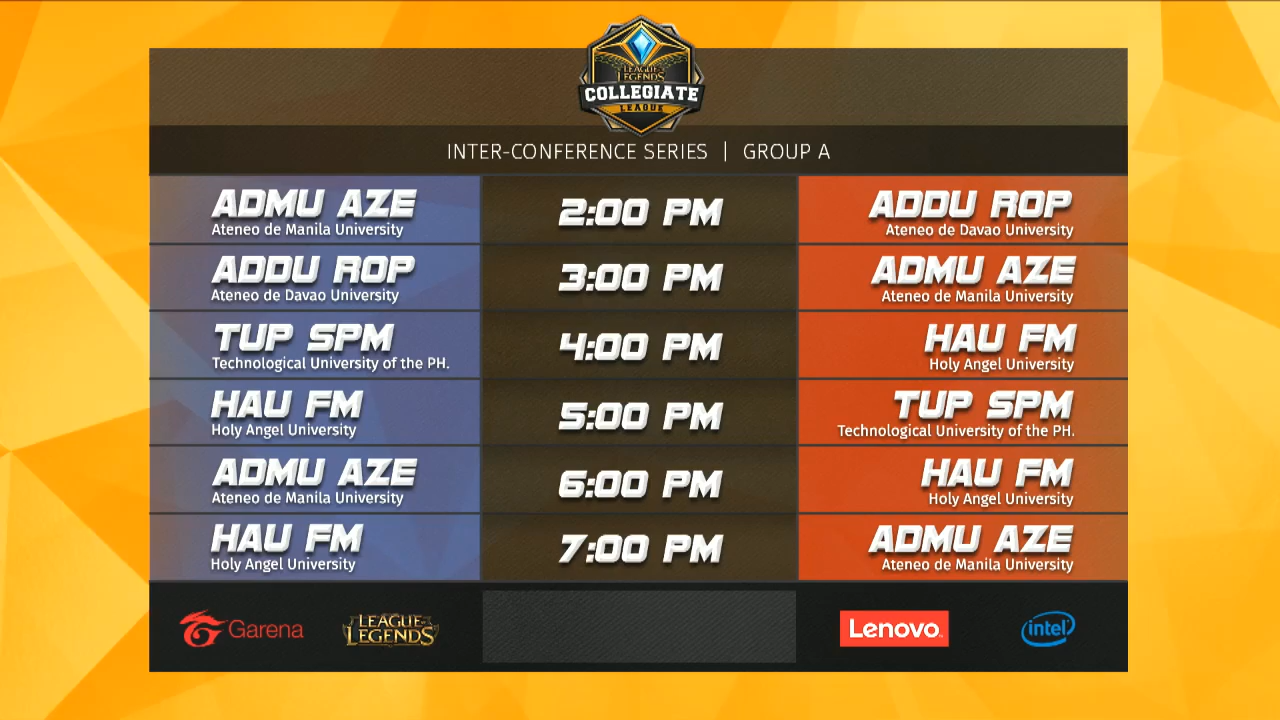 LEAGUE OF LEGENDS
COLLEGIATE
LEAGUE
INTER-CONFERENCE SERIES | GROUP A
ADMU AZE 2:00 PM ADDU ROP
Ateneo de Manila University Ateneo de Davao University
ADDU ROP 3:00 PM ADMU AZE
Ateneo de Davao University Ateneo de Manila University
TUP SPM 4:00 PM HAU FM
Technological University of the PH. Holy Angel University
HAU FM 5:00 PM TUP SPM
Holy Angel University Technological University of the PH.
ADMU AZE 6:00 PM HAU FM
Ateneo de Manila University Holy Angel University
HAU FM 7:00 PM ADMU AZE
Holy Angel University Ateneo de Manila University
Garena LEAGUE OF LEGENDS Lenovo intel